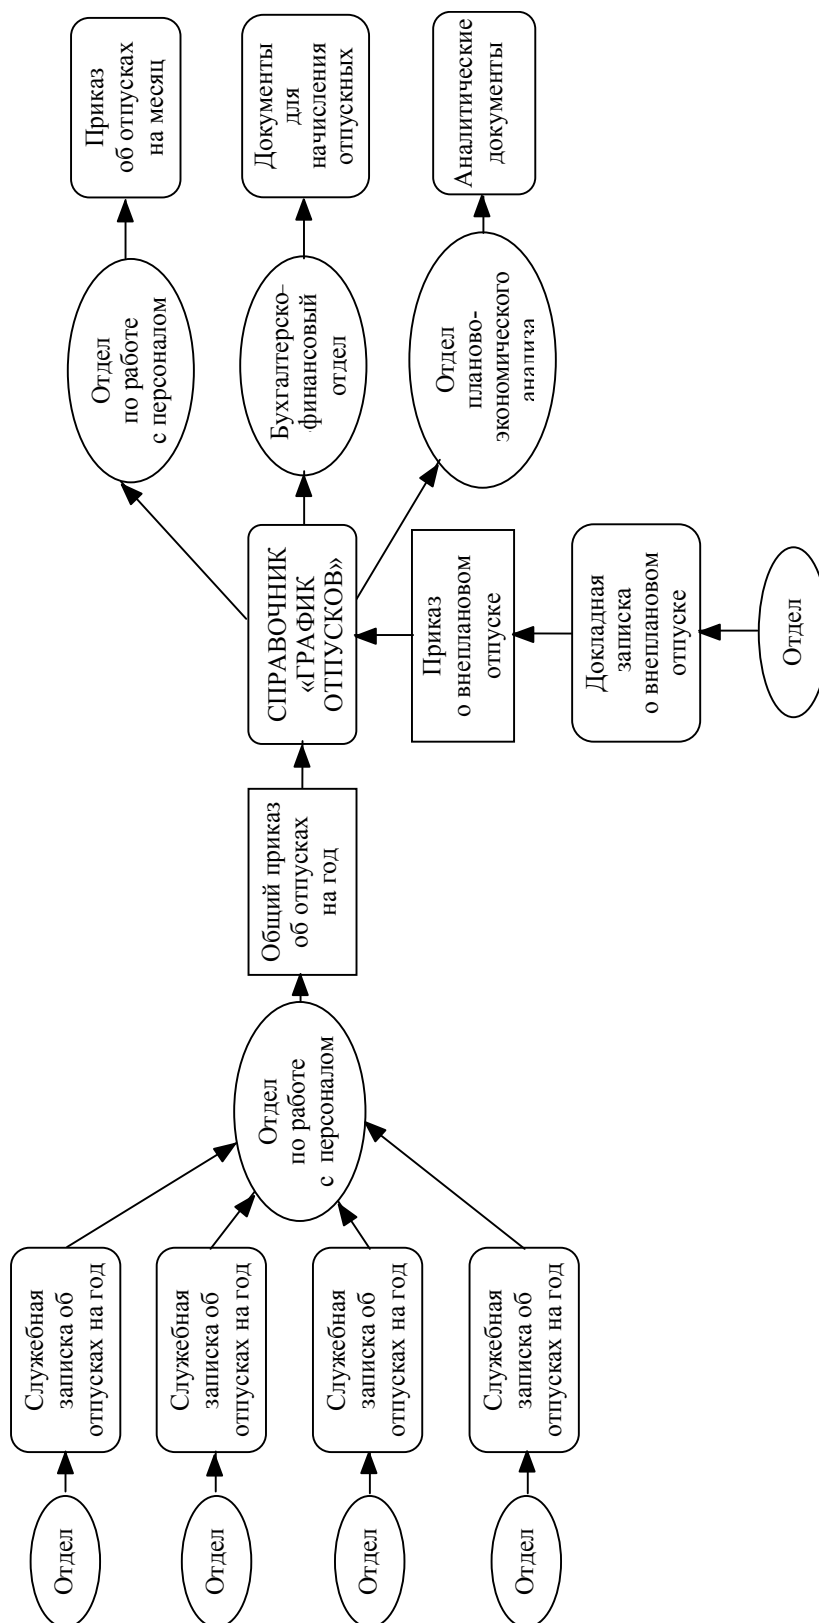 Отдел
Служебная
записка об
отпусках на год
Отдел
Служебная
записка об
отпусках на год
Отдел
Служебная
записка об
отпусках на год
Отдел
Служебная
записка об
отпусках на год
Отдел
по работе
с персоналом
Общий приказ
об отпусках
на год
СПРАВОЧНИК
«ГРАФИК
ОТПУСКОВ»
Приказ
о внеплановом
отпуске
Докладная
записка
о внеплановом
отпуске
Отдел
Отдел
по работе
с персоналом
Приказ
об отпусках
на месяц
Бухгалтерско-
финансовый
отдел
Документы
для
начисления
отпускных
Отдел
планово-
экономического
анализа
Аналитические
документы